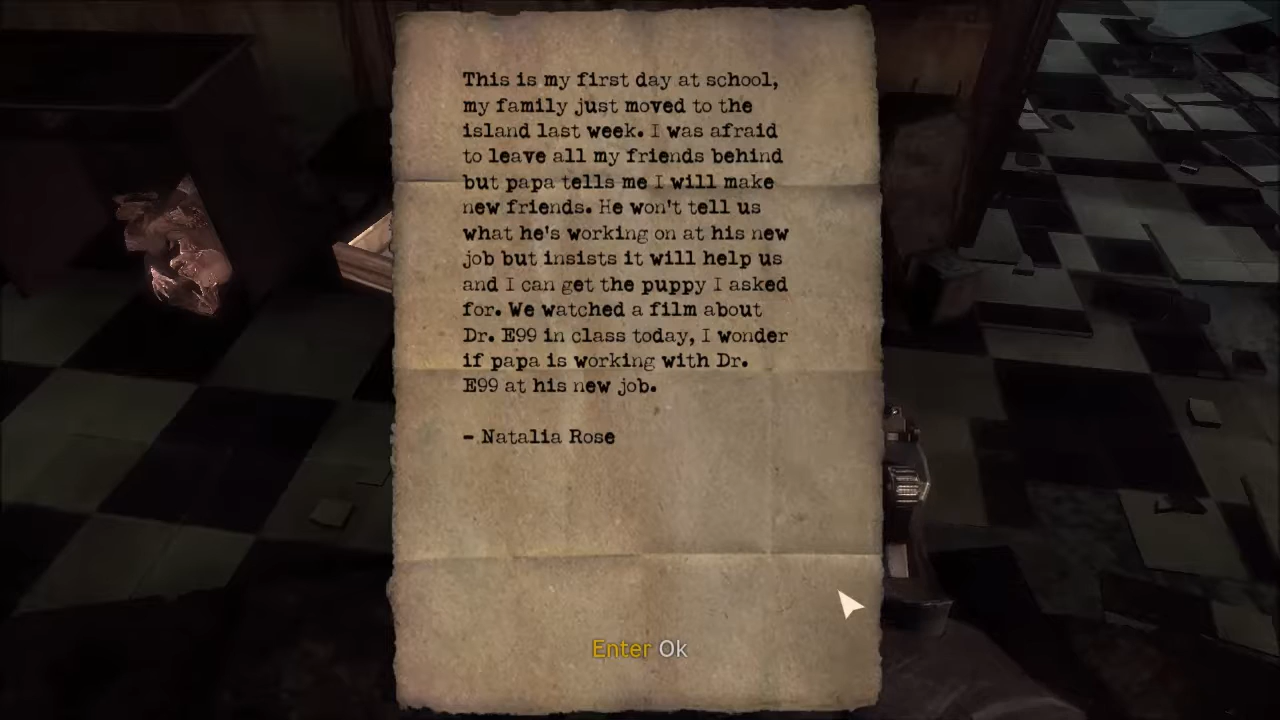 This is my first day at school,
my family just moved to the
island last week. I was afraid
to leave all my friends behind
but papa tells me I will make
new friends. He won't tell us
what he's working on at his new
job but insists it will help us
and I can get the puppy I asked
for. We watched a film about
Dr. E99 in class today, I wonder
if papa is working with Dr.
E99 at his new job.
- Natalia Rose
Enter Ok